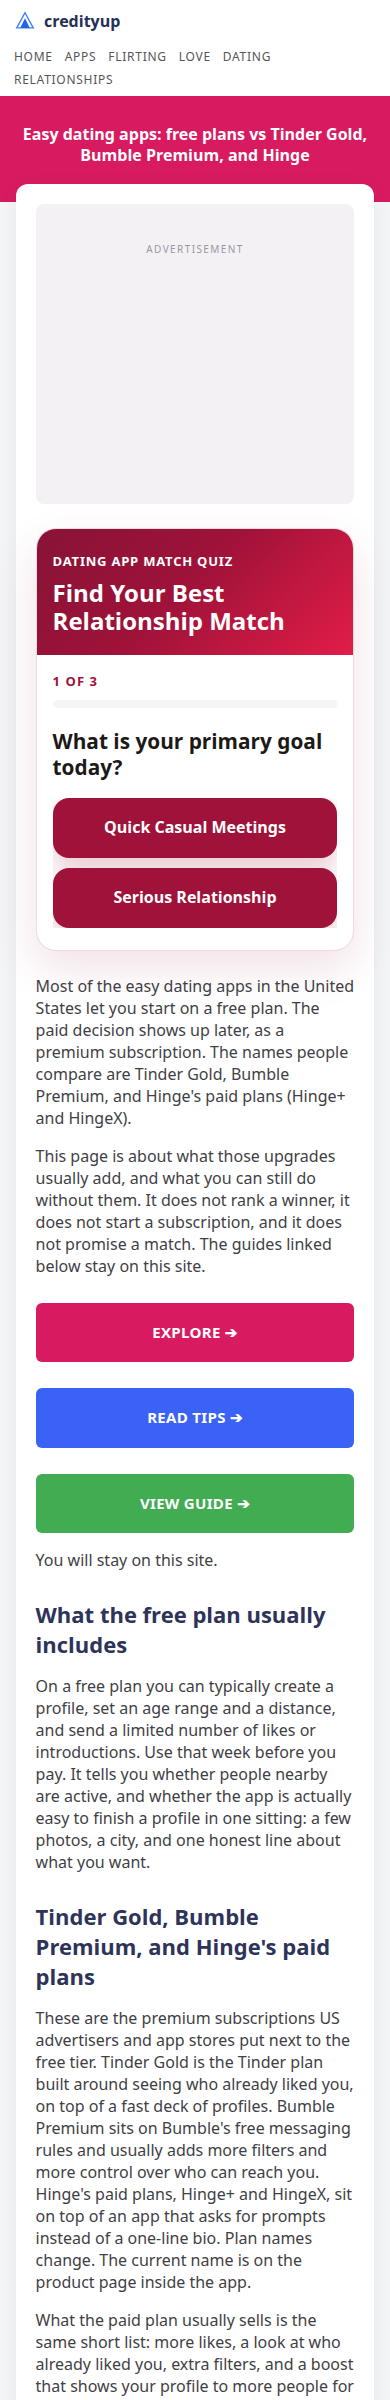 credityup
HOME APPS FLIRTING LOVE DATING
RELATIONSHIPS
Easy dating apps: free plans vs Tinder Gold,
Bumble Premium, and Hinge
ADVERTISEMENT
DATING APP MATCH QUIZ
Find Your Best
Relationship Match
1 OF 3
What is your primary goal
today?
Quick Casual Meetings
Serious Relationship
Most of the easy dating apps in the United
States let you start on a free plan. The
paid decision shows up later, as a
premium subscription. The names people
compare are Tinder Gold, Bumble
Premium, and Hinge's paid plans (Hinge+
and HingeX).
This page is about what those upgrades
usually add, and what you can still do
without them. It does not rank a winner, it
does not start a subscription, and it does
not promise a match. The guides linked
below stay on this site.
EXPLORE ➔
READ TIPS ➔
VIEW GUIDE ➔
You will stay on this site.
What the free plan usually
includes
On a free plan you can typically create a
profile, set an age range and a distance,
and send a limited number of likes or
introductions. Use that week before you
pay. It tells you whether people nearby
are active, and whether the app is actually
easy to finish a profile in one sitting: a few
photos, a city, and one honest line about
what you want.
Tinder Gold, Bumble
Premium, and Hinge's paid
plans
These are the premium subscriptions US
advertisers and app stores put next to the
free tier. Tinder Gold is the Tinder plan
built around seeing who already liked you,
on top of a fast deck of profiles. Bumble
Premium sits on Bumble's free messaging
rules and usually adds more filters and
more control over who can reach you.
Hinge's paid plans, Hinge+ and HingeX, sit
on top of an app that asks for prompts
instead of a one-line bio. Plan names
change. The current name is on the
product page inside the app.
What the paid plan usually sells is the
same short list: more likes, a look at who
already liked you, extra filters, and a boost
that shows your profile to more people for